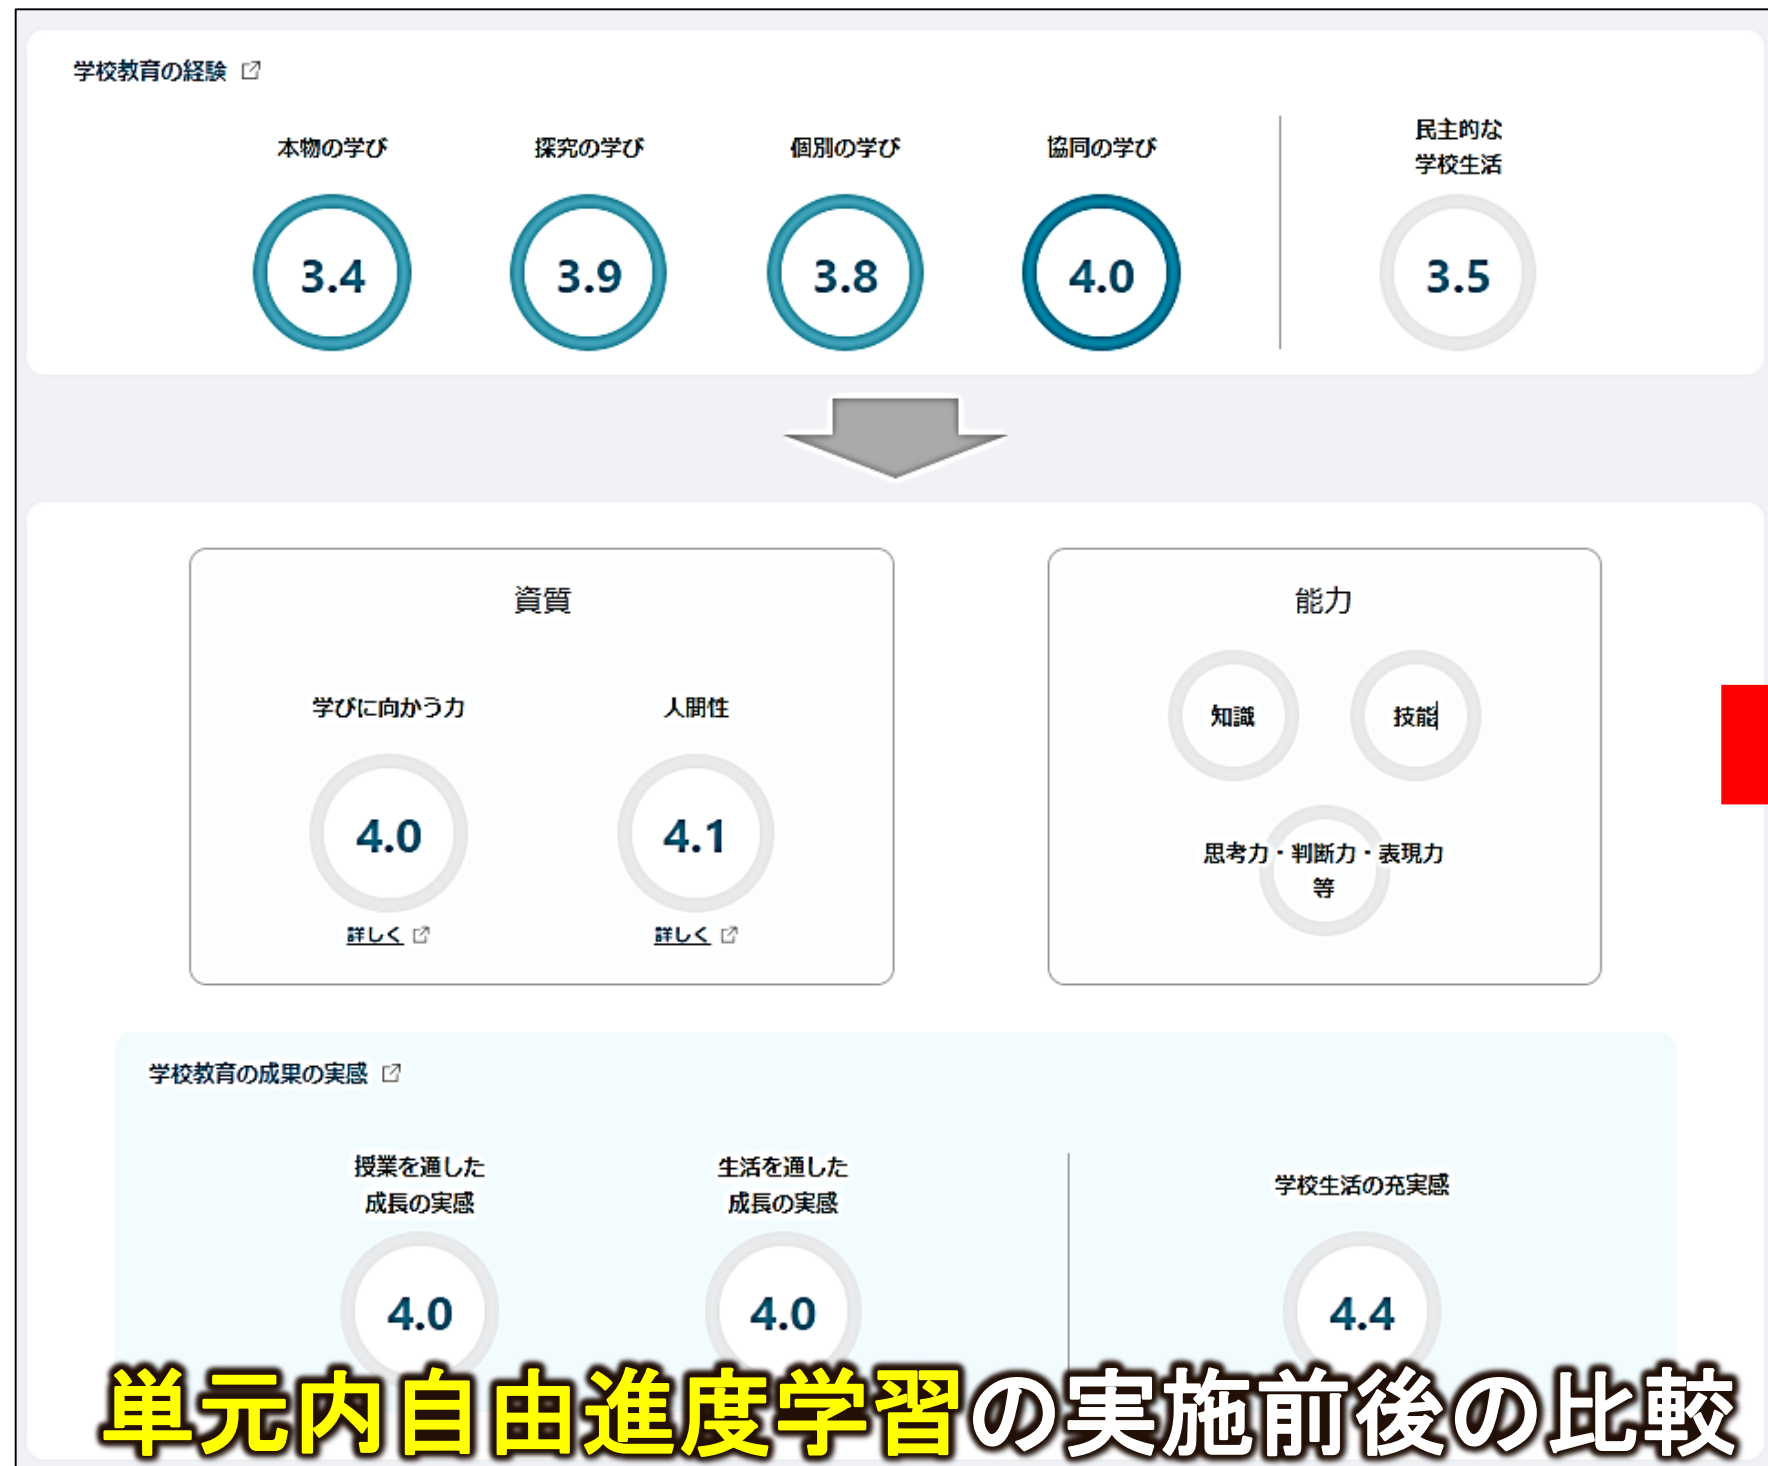 学校教育の経験
本物の学び
探究の学び
個別の学び
協同の学び
民主的な
学校生活
3.4
3.9
3.8
4.0
3.5
資質
学びに向かう力
人間性
4.0
4.1
詳しく
詳しく
能力
知識
技能
思考力・判断力・表現力
等
学校教育の成果の実感
授業を通した
成長の実感
生活を通した
成長の実感
学校生活の充実感
4.0
4.0
4.4
単元内自由進度学習の実施前後の比較